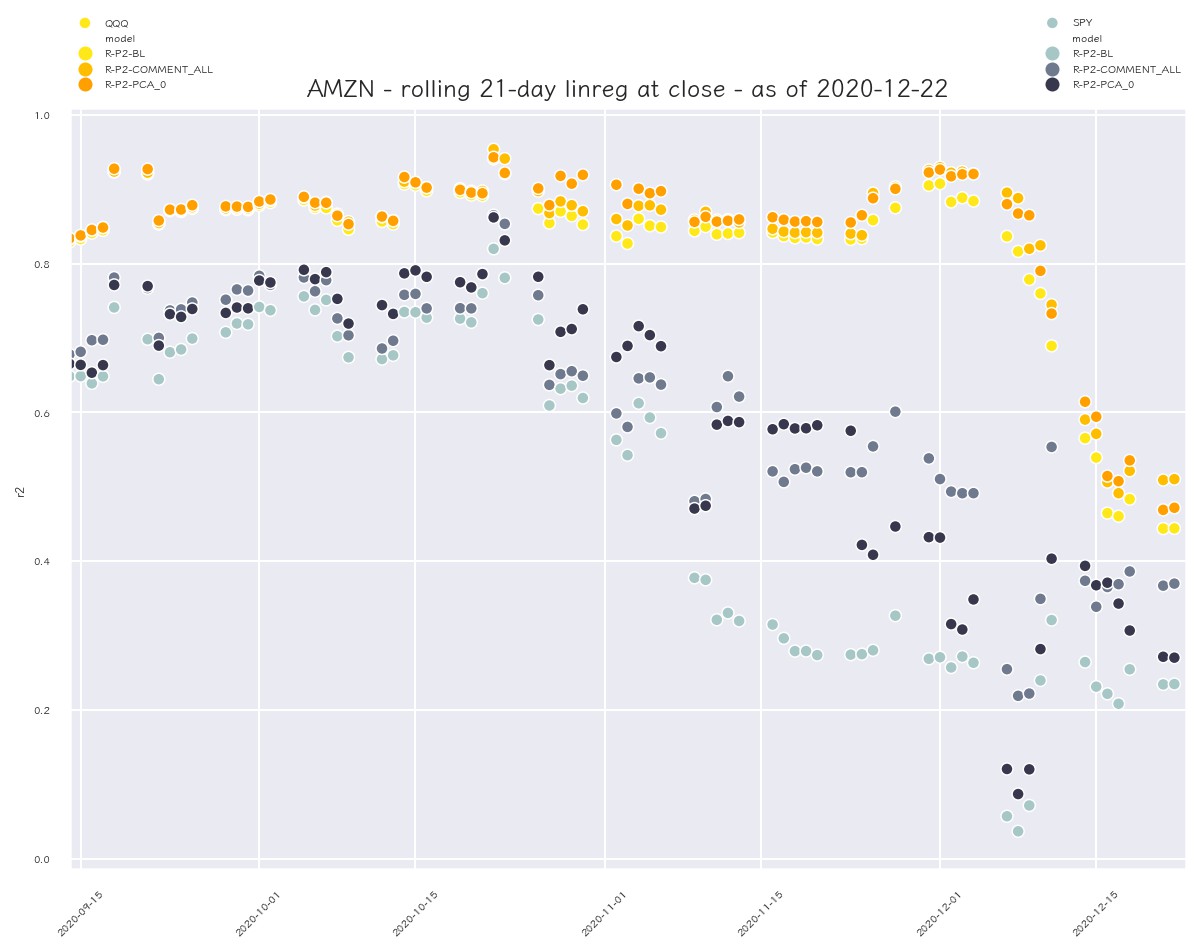 QQQ
model
R-P2-BL
R-P2-COMMENT_ALL
R-P2-PCA_0
SPY
model
R-P2-BL
R-P2-COMMENT_ALL
R-P2-PCA_0
AMZN - rolling 21-day linreg at close - as of 2020-12-22
1.0
0.8
0.6
r2
0.4
0.2
0.0
2020-09-15
2020-10-01
2020-10-15
2020-11-01
2020-11-15
2020-12-01
2020-12-15